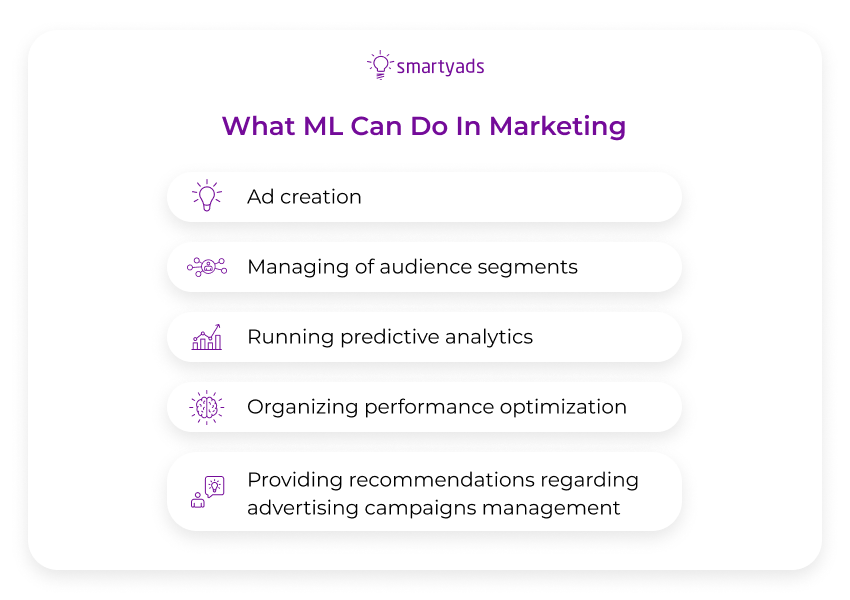 smartyads
What ML Can Do In Marketing
Ad creation
Managing of audience segments
Running predictive analytics
Organizing performance optimization
Providing recommendations regarding
advertising campaigns management